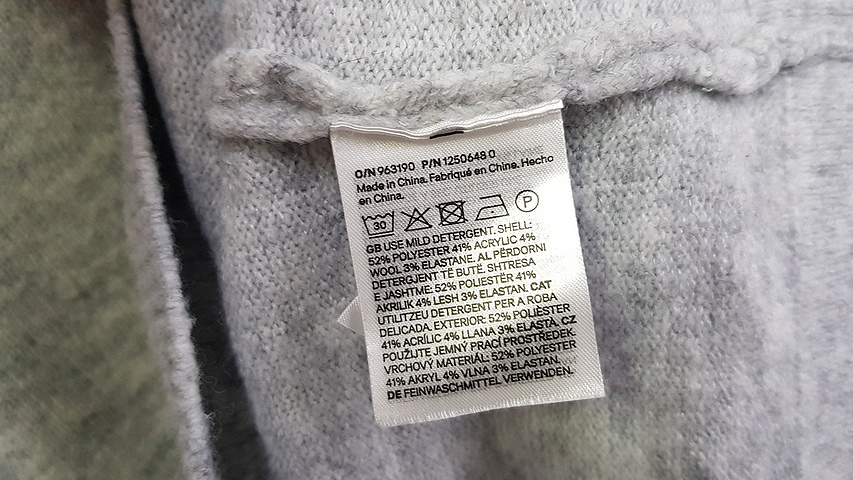 O/N 963190 P/N 1250648 0
Made in China. Fabriqué en Chine. Hecho
en China.
30 P
GB USE MILD DETERGENT. SHELL:
52% POLYESTER 41% ACRYLIC 4%
WOOL 3% ELASTANE. AL PËRDORNI
DETERGJENT TË BUTË. SHTRESA
E JASHTME: 52% POLIESTËR 41%
AKRILIK 4% LESH 3% ELASTAN. CAT
UTILITZEU DETERGENT PER A ROBA
DELICADA. EXTERIOR: 52% POLIÈSTER
41% ACRÍLIC 4% LLANA 3% ELASTÀ. CZ
POUŽIJTE JEMNÝ PRACÍ PROSTŘEDEK.
VRCHOVÝ MATERIÁL: 52% POLYESTER
41% AKRYL 4% VLNA 3% ELASTAN.
DE FEINWASCHMITTEL VERWENDEN.